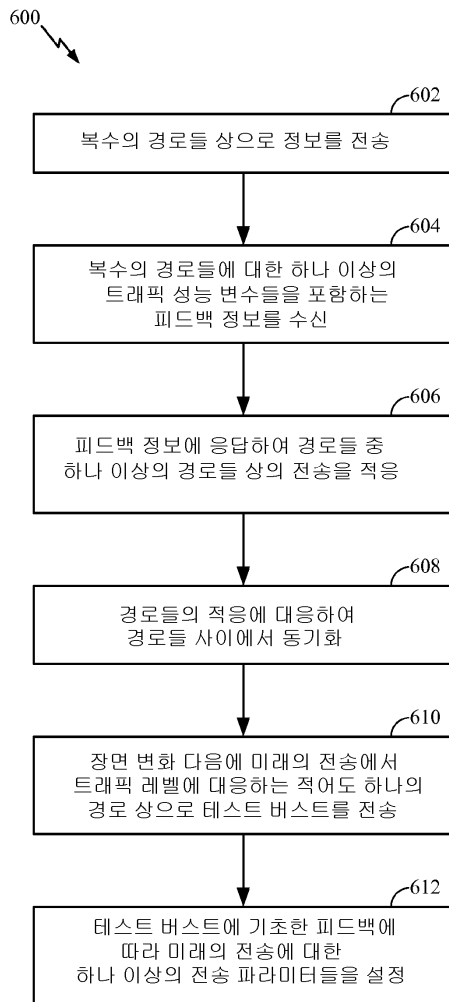 600
602
복수의 경로들 상으로 정보를 전송
604
복수의 경로들에 대한 하나 이상의
트래픽 성능 변수들을 포함하는
피드백 정보를 수신
606
피드백 정보에 응답하여 경로들 중
하나 이상의 경로들 상의 전송을 적응
608
경로들의 적응에 대응하여
경로들 사이에서 동기화
610
장면 변화 다음에 미래의 전송에서
트래픽 레벨에 대응하는 적어도 하나의
경로 상으로 테스트 버스트를 전송
612
테스트 버스트에 기초한 피드백에
따라 미래의 전송에 대한
하나 이상의 전송 파라미터들을 설정